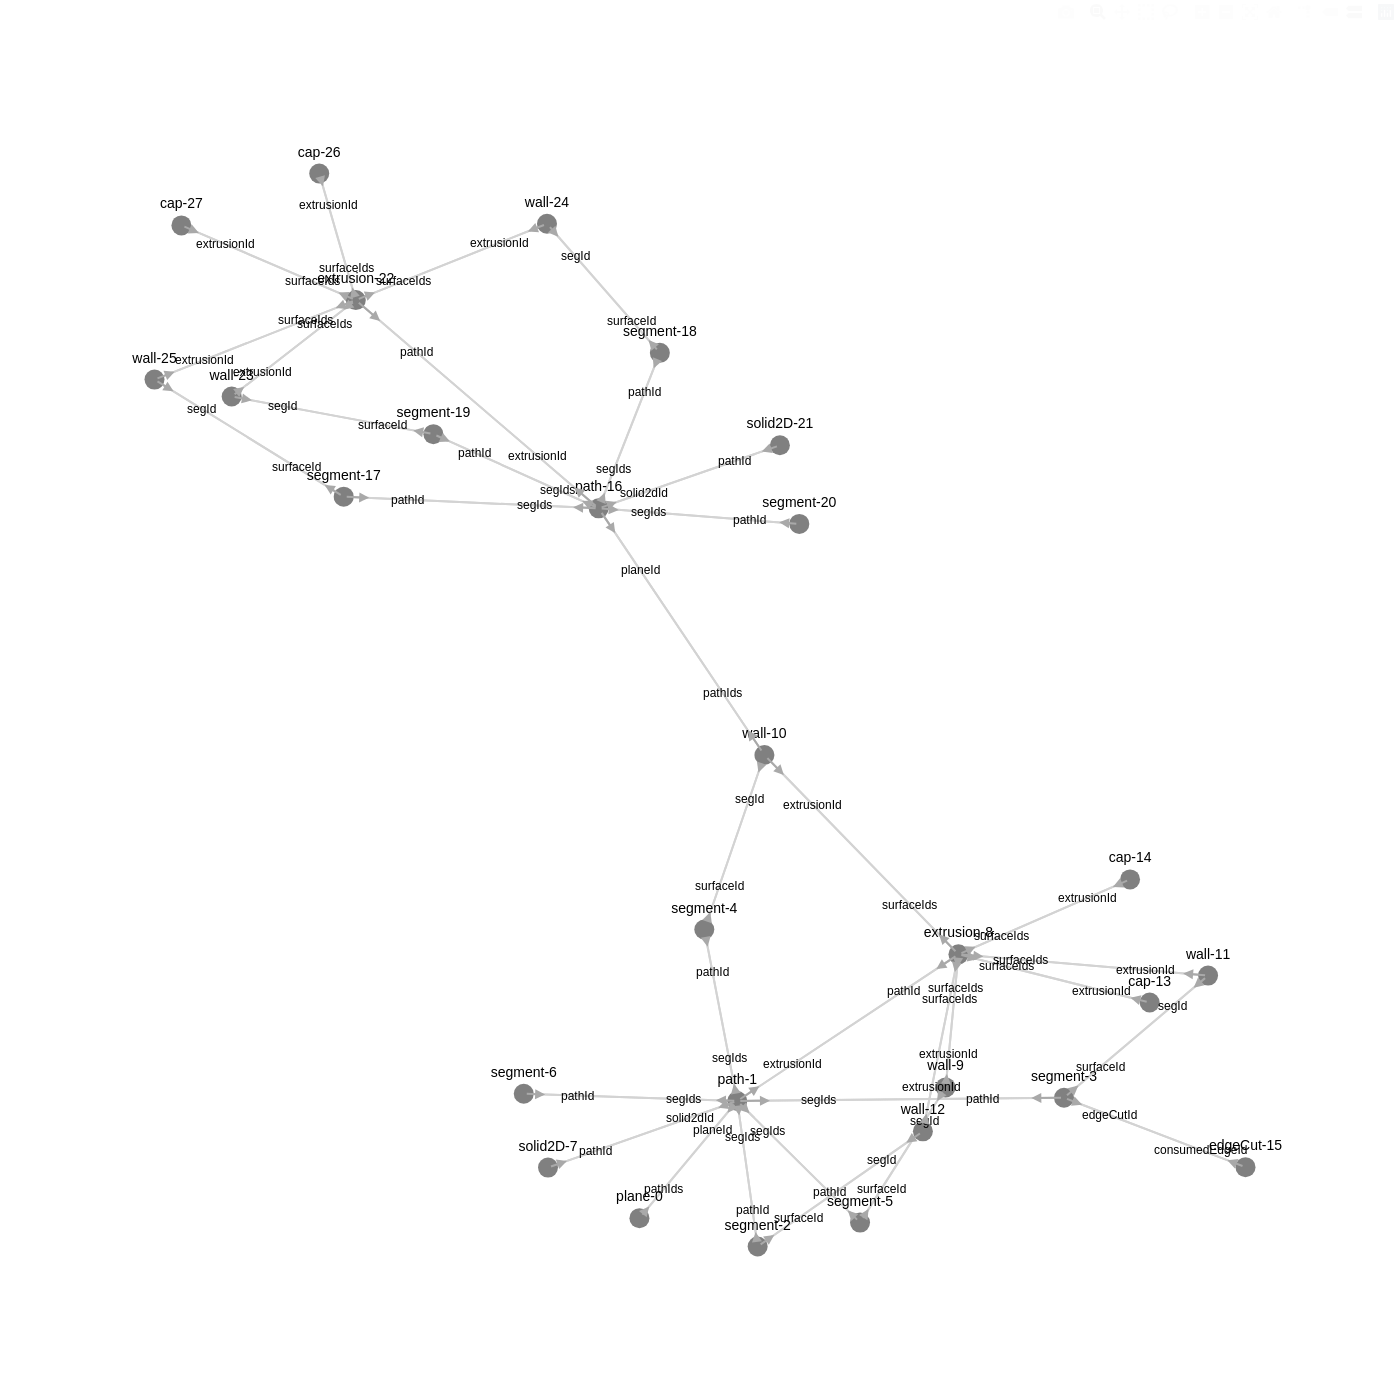 cap-26
cap-27
wall-24
extrusionId
extrusionId
extrusionId
segId
surfaceIds
extrusion-22
surfaceIds
surfaceIds
surfaceIds
surfaceIds
surfaceId
segment-18
pathId
wall-25
extrusionId
wall-23
extrusionId
pathId
segId
segId
segment-19
surfaceId
solid2D-21
pathId
extrusionId
pathId
surfaceId
segment-17
segIds
path-16
segIds
solid2dId
segment-20
pathId
segIds
segIds
pathId
planeId
pathIds
wall-10
segId
extrusionId
cap-14
surfaceId
segment-4
extrusionId
surfaceIds
extrusion-8
surfaceIds
wall-11
surfaceIds
surfaceIds
extrusionId
pathId
cap-13
pathId
surfaceIds
surfaceIds
extrusionId
segId
segIds
extrusionId
extrusionId
wall-9
surfaceId
segment-6
path-1
segment-3
pathId
segIds
segIds
extrusionId
pathId
wall-12
edgeCutId
solid2dId
segId
planeId
segIds
segIds
solid2D-7
pathId
edgeCut-15
consumedEdgeId
segId
plane-0
pathIds
pathId
surfaceId
segment-5
pathId
surfaceId
segment-2